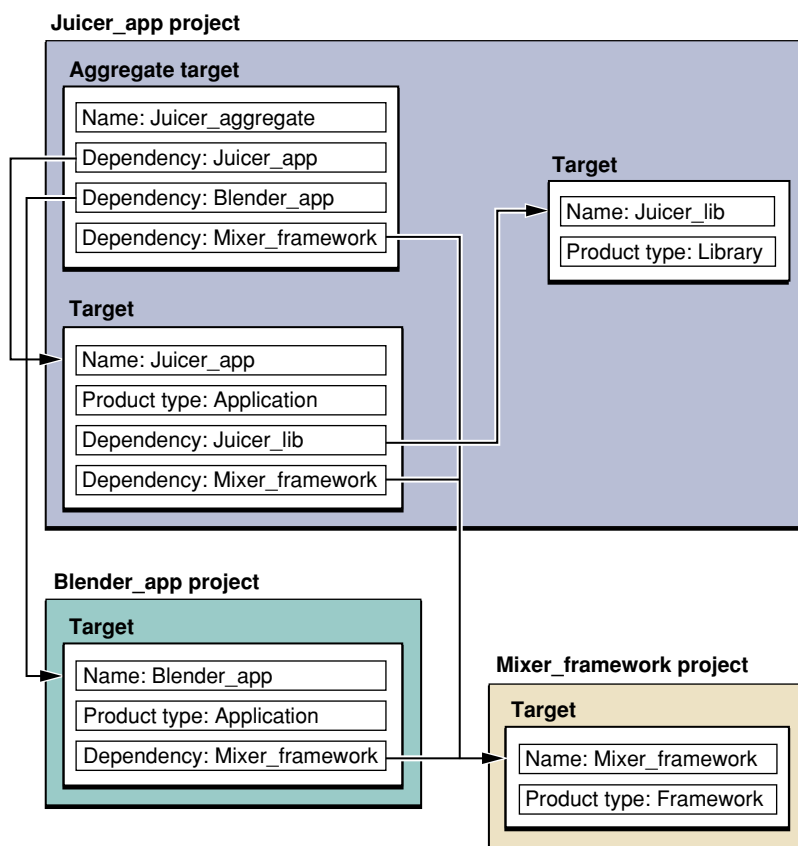 Juicer_app project
Aggregate target
Name: Juicer_aggregate
Dependency: Juicer_app
Dependency: Blender_app
Dependency: Mixer_framework
Target
Name: Juicer_lib
Product type: Library
Target
Name: Juicer_app
Product type: Application
Dependency: Juicer_lib
Dependency: Mixer_framework
Blender_app project
Target
Name: Blender_app
Product type: Application
Dependency: Mixer_framework
Mixer_framework project
Target
Name: Mixer_framework
Product type: Framework